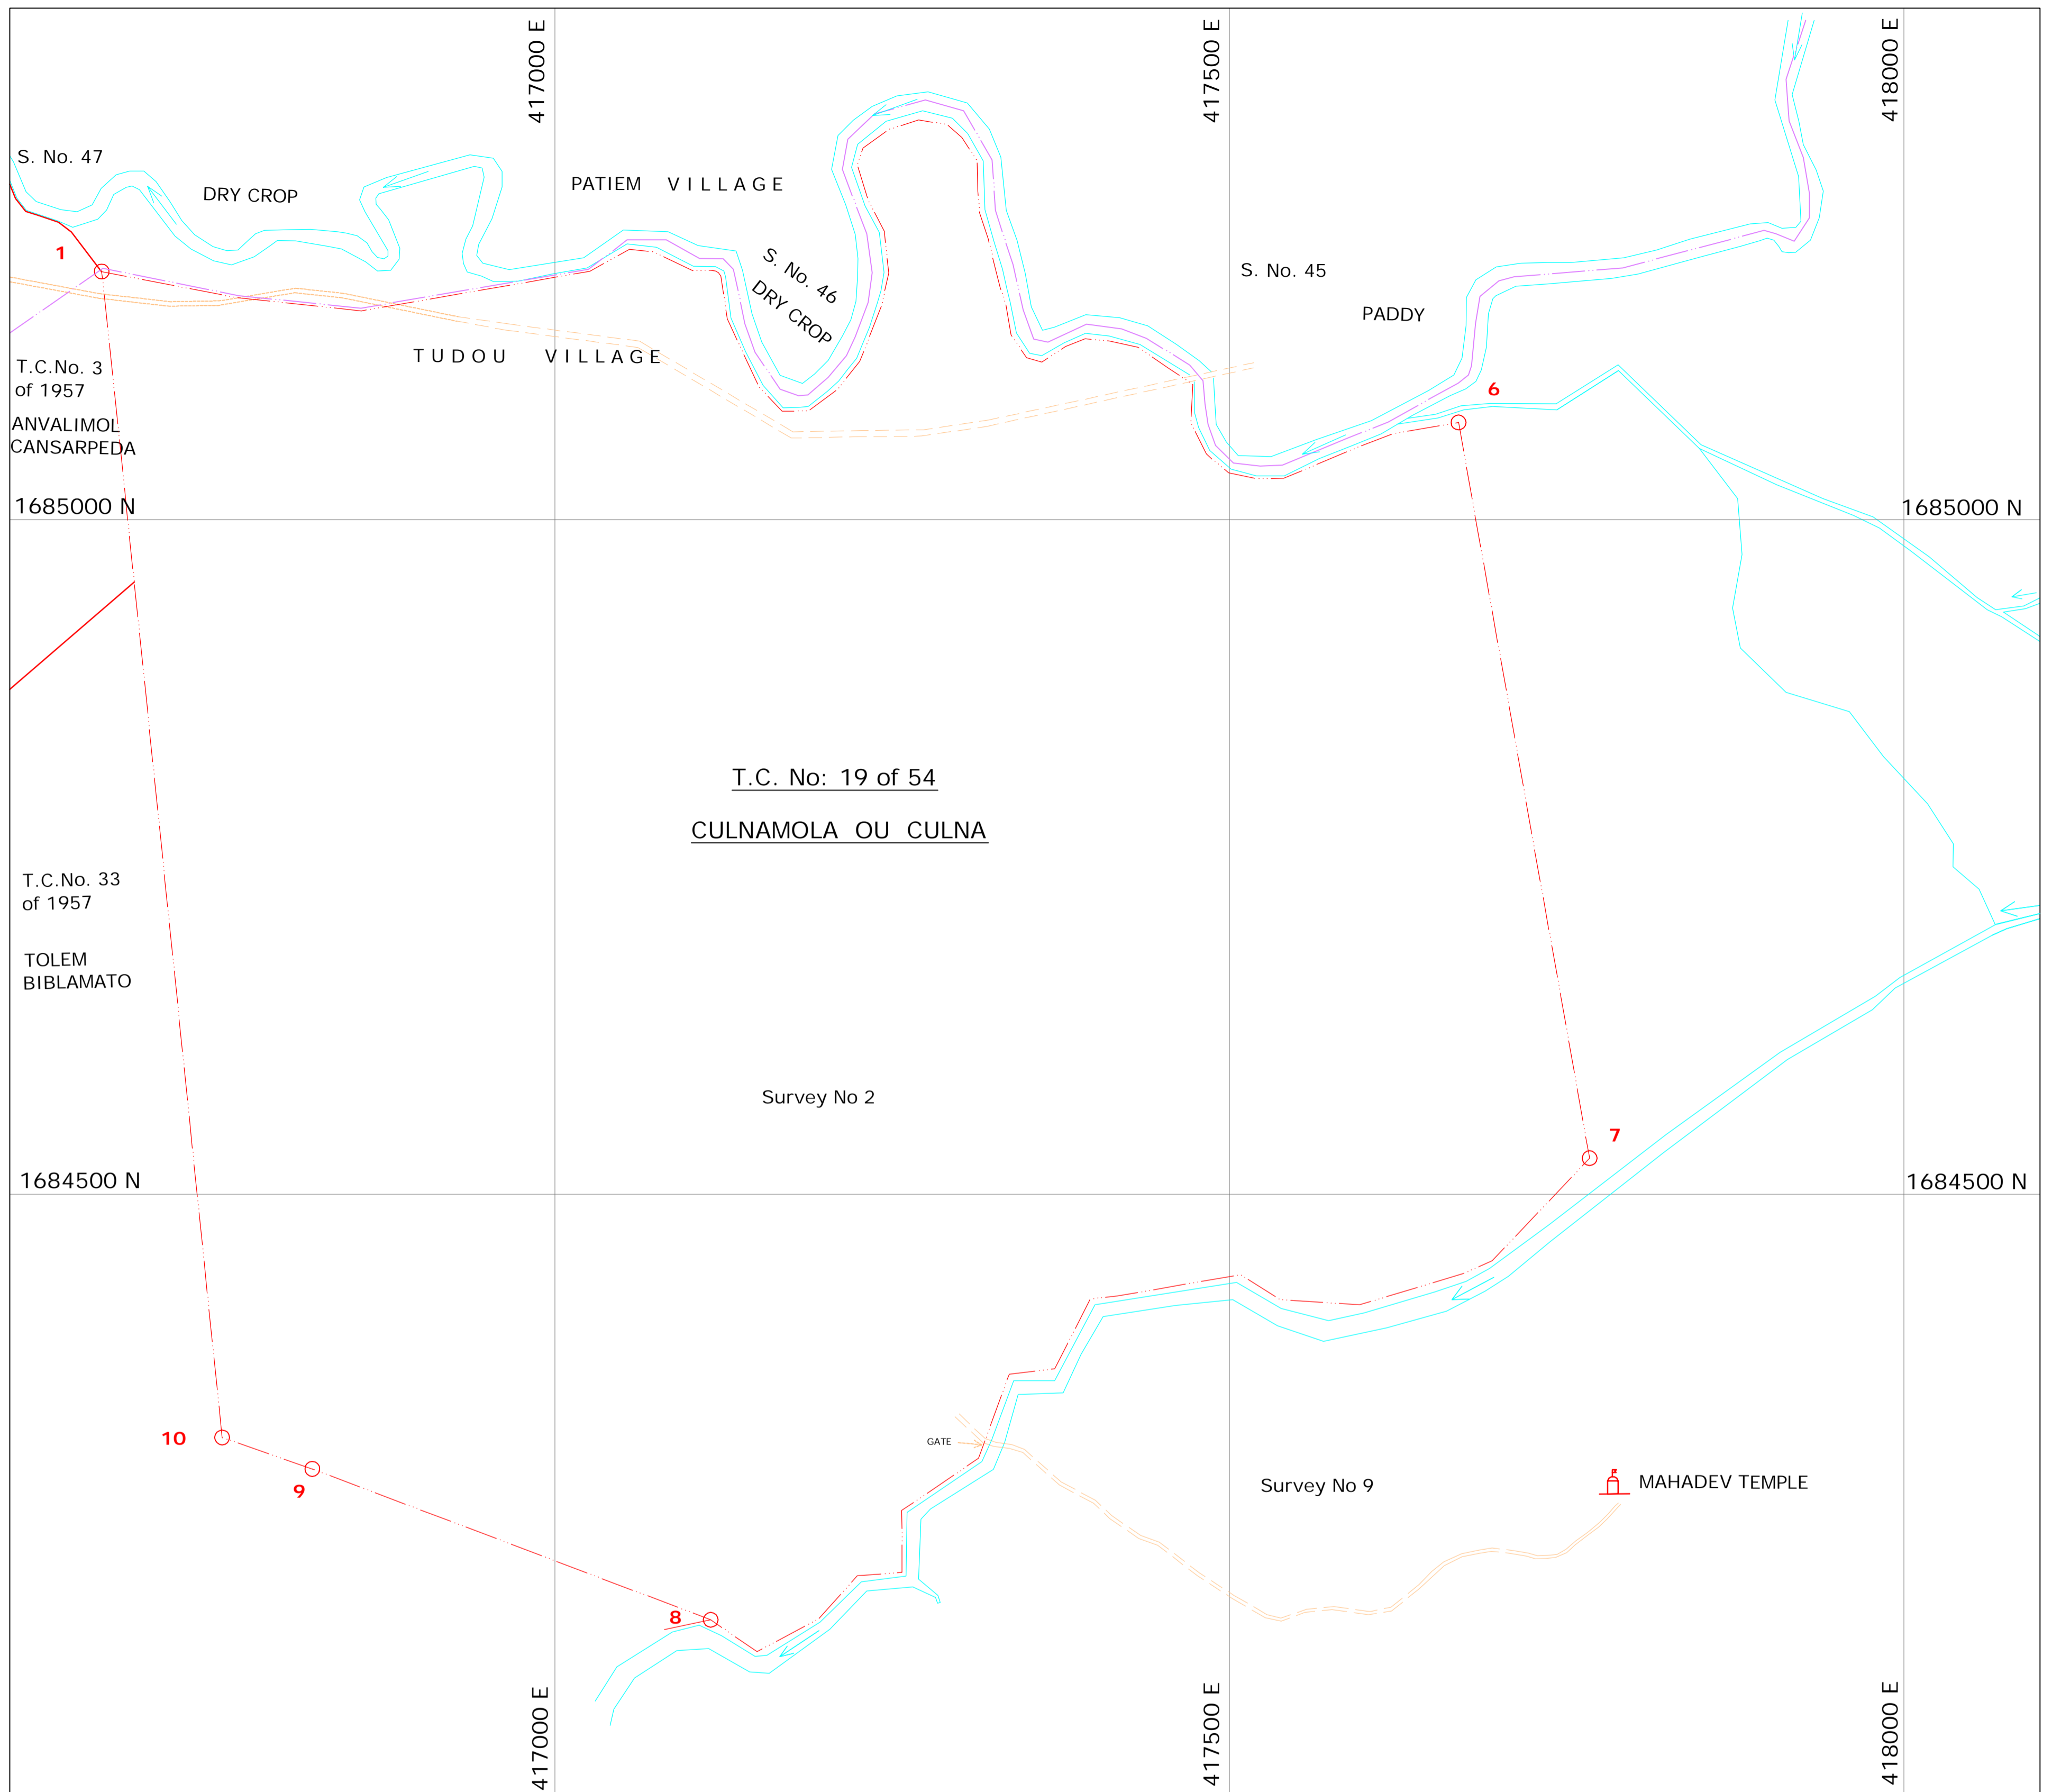 417000 E
417500 E
418000 E
S. No. 47
DRY CROP
PATIEM VILLAGE
1
S. No. 46
DRY CROP
S. No. 45
PADDY
TUDOU VILLAGE
T.C.No. 3
of 1957
ANVALIMOL
CANSARPEDA
6
1685000 N
1685000 N
T.C. No: 19 of 54
CULNAMOLA OU CULNA
T.C.No. 33
of 1957
TOLEM
BIBLAMATO
Survey No 2
7
1684500 N
1684500 N
10
9
GATE
Survey No 9
MAHADEV TEMPLE
8
417000 E
417500 E
418000 E